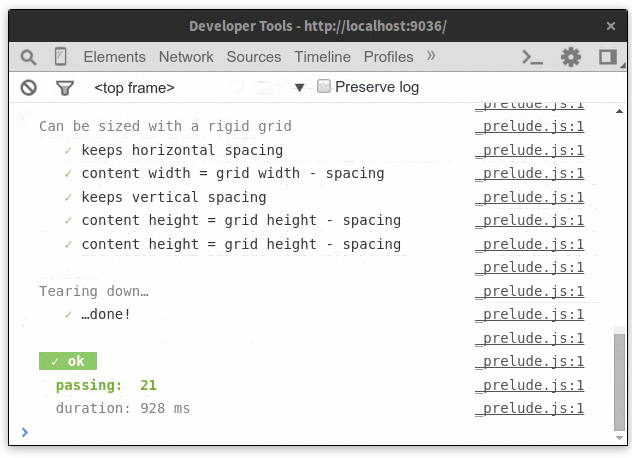 Developer Tools - http://localhost:9036/ ×
Elements Network Sources Timeline Profiles »
<top frame> ▼ Preserve log
_prelude.js:1
Can be sized with a rigid grid _prelude.js:1
✓ keeps horizontal spacing _prelude.js:1
✓ content width = grid width - spacing _prelude.js:1
✓ keeps vertical spacing _prelude.js:1
✓ content height = grid height - spacing _prelude.js:1
✓ content height = grid height - spacing _prelude.js:1
_prelude.js:1
Tearing down… _prelude.js:1
✓ …done! _prelude.js:1
_prelude.js:1
✓ ok _prelude.js:1
passing: 21 _prelude.js:1
duration: 928 ms _prelude.js:1